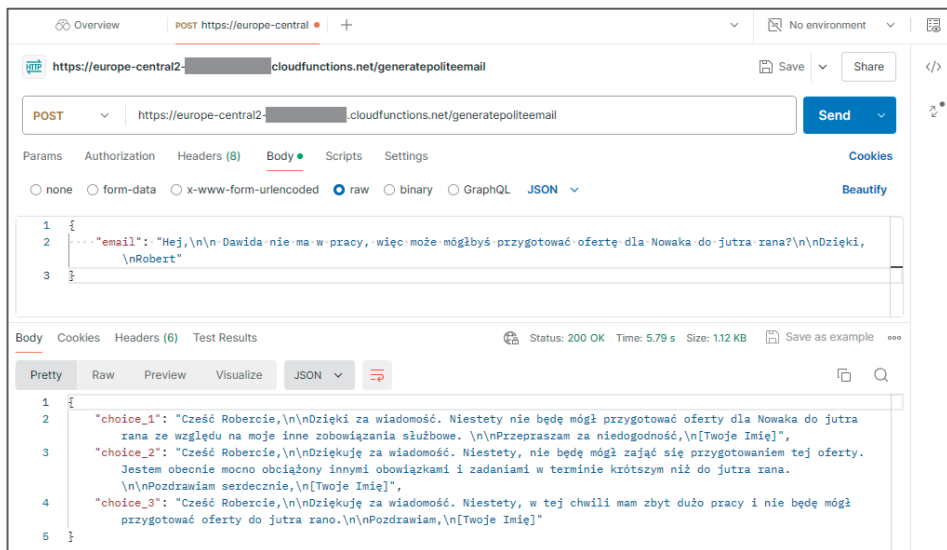 Overview POST https://europe-central No environment
HTTP https://europe-central2- cloudfunctions.net/generatepoliteemail Save Share
POST https://europe-central2- .cloudfunctions.net/generatepoliteemail Send
Params Authorization Headers (8) Body Scripts Settings Cookies
none form-data x-www-form-urlencoded raw binary GraphQL JSON Beautify
1 {
2 "email": "Hej,\n\n Dawida nie ma w pracy, więc może mógłbyś przygotować ofertę dla Nowaka do jutra rana?\n\nDzięki,
\nRobert"
3 }
Body Cookies Headers (6) Test Results Status: 200 OK Time: 5.79 s Size: 1.12 KB Save as example
Pretty Raw Preview Visualize JSON
1 {
2 "choice_1": "Cześć Robercie,\n\nDzięki za wiadomość. Niestety nie będę mógł przygotować oferty dla Nowaka do jutra
rana ze względu na moje inne zobowiązania służbowe. \n\nPrzepraszam za niedogodność,\n[Twoje Imię]",
3 "choice_2": "Cześć Robercie,\n\nDziękuję za wiadomość. Niestety, nie będę mógł zająć się przygotowaniem tej oferty.
Jestem obecnie mocno obciążony innymi obowiązkami i zadaniami w terminie krótszym niż do jutra rana.
\n\nPozdrawiam serdecznie,\n[Twoje Imię]",
4 "choice_3": "Cześć Robercie,\n\nDziękuję za wiadomość. Niestety, w tej chwili mam zbyt dużo pracy i nie będę mógł
przygotować oferty do jutra rano.\n\nPozdrawiam,\n[Twoje Imię]"
5 }